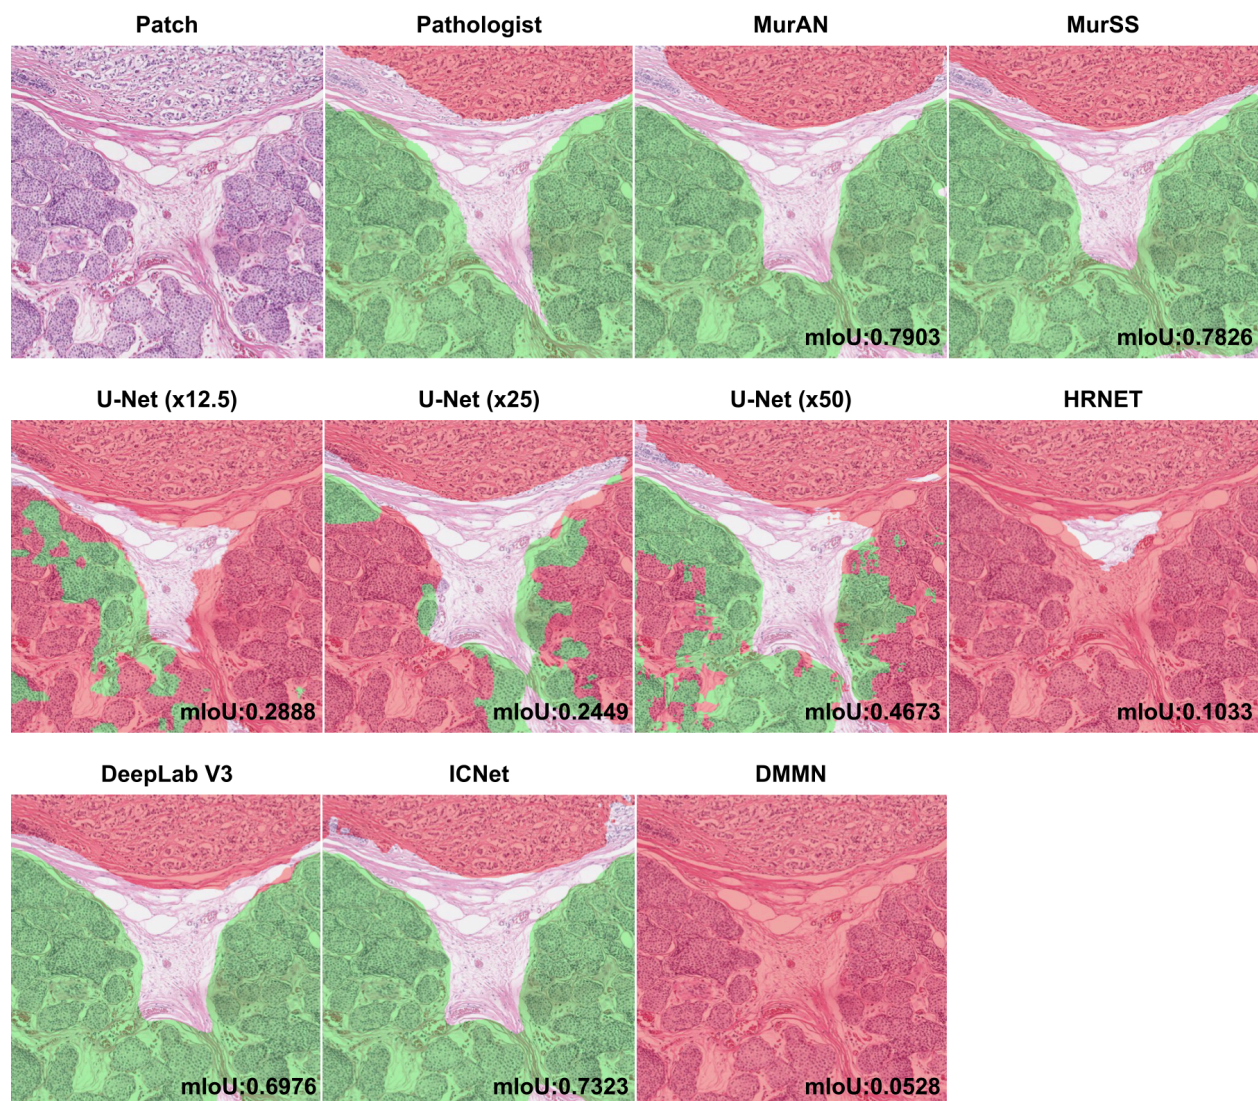 Patch
Pathologist
MurAN
MurSS
mIoU:0.7903
mIoU:0.7826
U-Net (x12.5)
U-Net (x25)
U-Net (x50)
HRNET
mIoU:0.2888
mIoU:0.2449
mIoU:0.4673
mIoU:0.1033
DeepLab V3
ICNet
DMMN
mIoU:0.6976
mIoU:0.7323
mIoU:0.0528